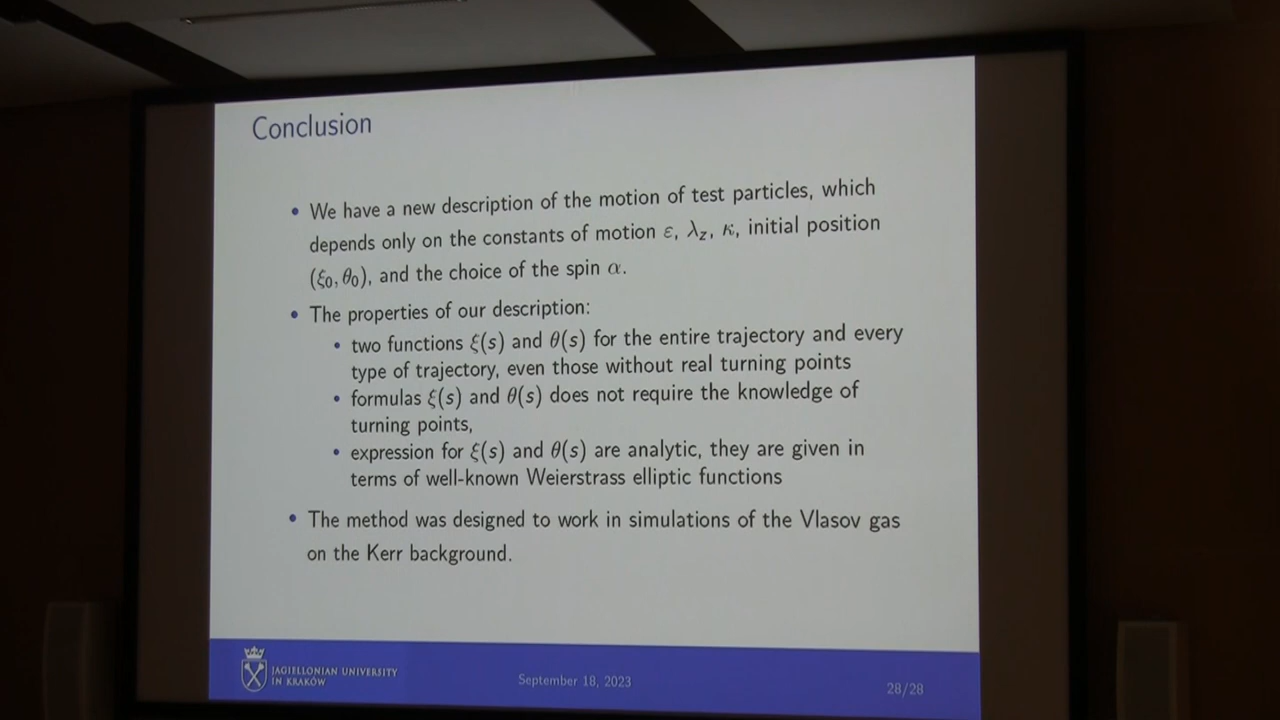 Conclusion
• We have a new description of the motion of test particles, which
depends only on the constants of motion ε, λz, κ, initial position
(ξ0, θ0), and the choice of the spin α.
• The properties of our description:
• two functions ξ(s) and θ(s) for the entire trajectory and every
type of trajectory, even those without real turning points
• formulas ξ(s) and θ(s) does not require the knowledge of
turning points,
• expression for ξ(s) and θ(s) are analytic, they are given in
terms of well-known Weierstrass elliptic functions
• The method was designed to work in simulations of the Vlasov gas
on the Kerr background.
JAGIELLONIAN UNIVERSITY
IN KRAKÓW
September 18, 2023
28/28